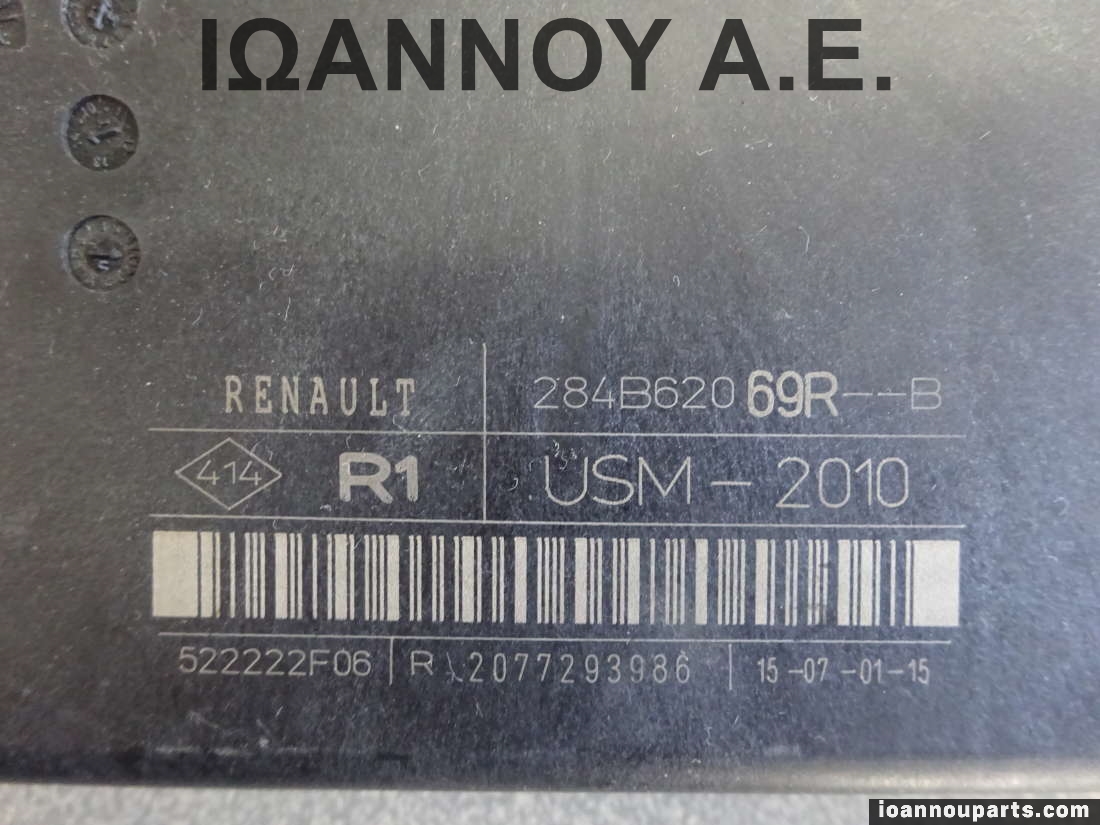 ΙΩΑΝΝΟΥ Α.Ε.
RENAULT 284B62069R--B
414 R1 USM - 2010
522222F06 R 2077293986 15-07-01-15
ioannouparts.com